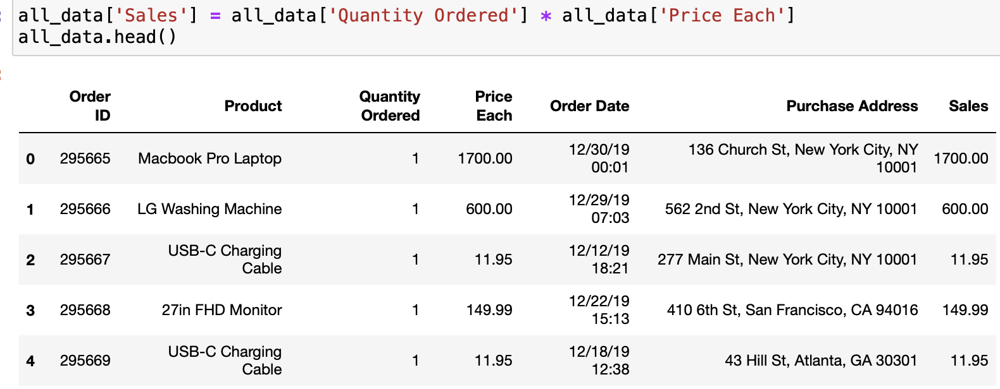 all_data['Sales'] = all_data['Quantity Ordered'] * all_data['Price Each']
all_data.head()
Order ID Product Quantity Ordered Price Each Order Date Purchase Address Sales
0 295665 Macbook Pro Laptop 1 1700.00 12/30/19 00:01 136 Church St, New York City, NY 10001 1700.00
1 295666 LG Washing Machine 1 600.00 12/29/19 07:03 562 2nd St, New York City, NY 10001 600.00
2 295667 USB-C Charging Cable 1 11.95 12/12/19 18:21 277 Main St, New York City, NY 10001 11.95
3 295668 27in FHD Monitor 1 149.99 12/22/19 15:13 410 6th St, San Francisco, CA 94016 149.99
4 295669 USB-C Charging Cable 1 11.95 12/18/19 12:38 43 Hill St, Atlanta, GA 30301 11.95